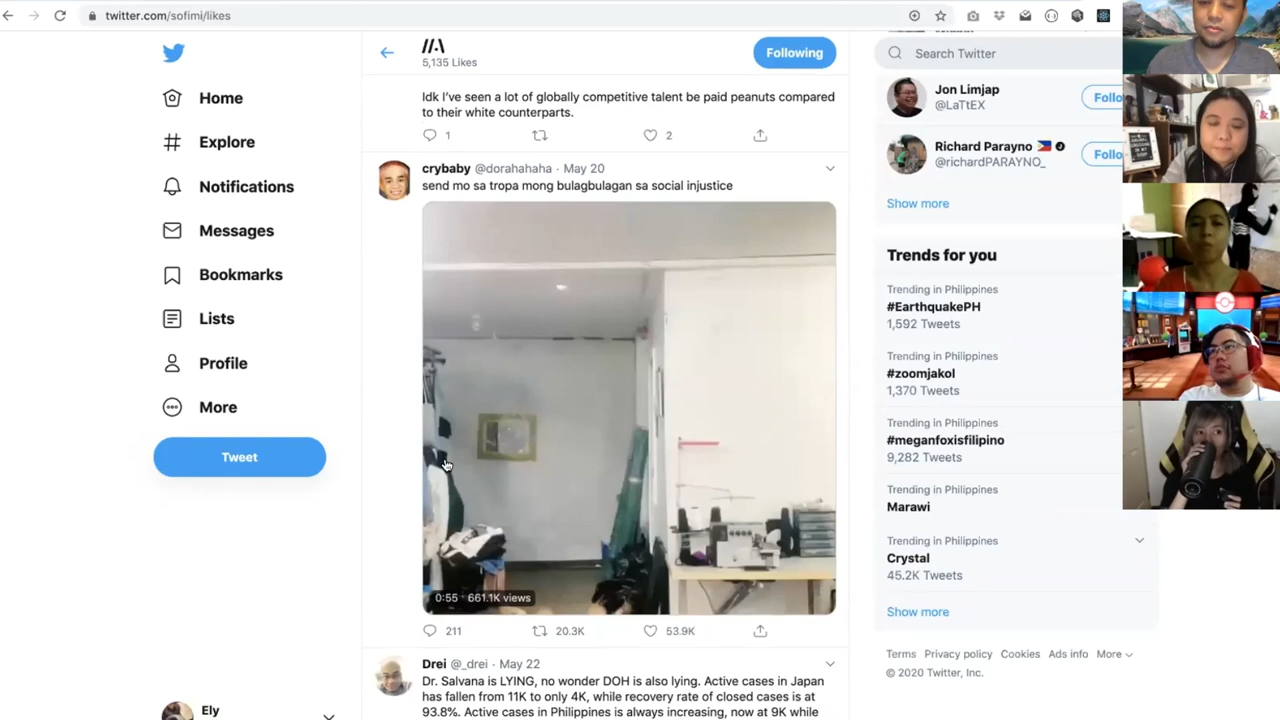 twitter.com/sofimi/likes
Home
Explore
Notifications
Messages
Bookmarks
Lists
Profile
More
Tweet
Ely
5,135 Likes
Following
Idk I've seen a lot of globally competitive talent be paid peanuts compared
to their white counterparts.
1
2
crybaby @dorahahaha · May 20
send mo sa tropa mong bulagbulagan sa social injustice
0:55 · 661.1K views
211
20.3K
53.9K
Drei @_drei · May 22
Dr. Salvana is LYING, no wonder DOH is also lying. Active cases in Japan
has fallen from 11K to only 4K, while recovery rate of closed cases is at
93.8%. Active cases in Philippines is always increasing, now at 9K while
Search Twitter
Jon Limjap
@LaTtEX
Follo
Richard Parayno
@richardPARAYNO_
Follo
Show more
Trends for you
Trending in Philippines
#EarthquakePH
1,592 Tweets
Trending in Philippines
#zoomjakol
1,370 Tweets
Trending in Philippines
#meganfoxisfilipino
9,282 Tweets
Trending in Philippines
Marawi
Trending in Philippines
Crystal
45.2K Tweets
Show more
Terms Privacy policy Cookies Ads info More
© 2020 Twitter, Inc.